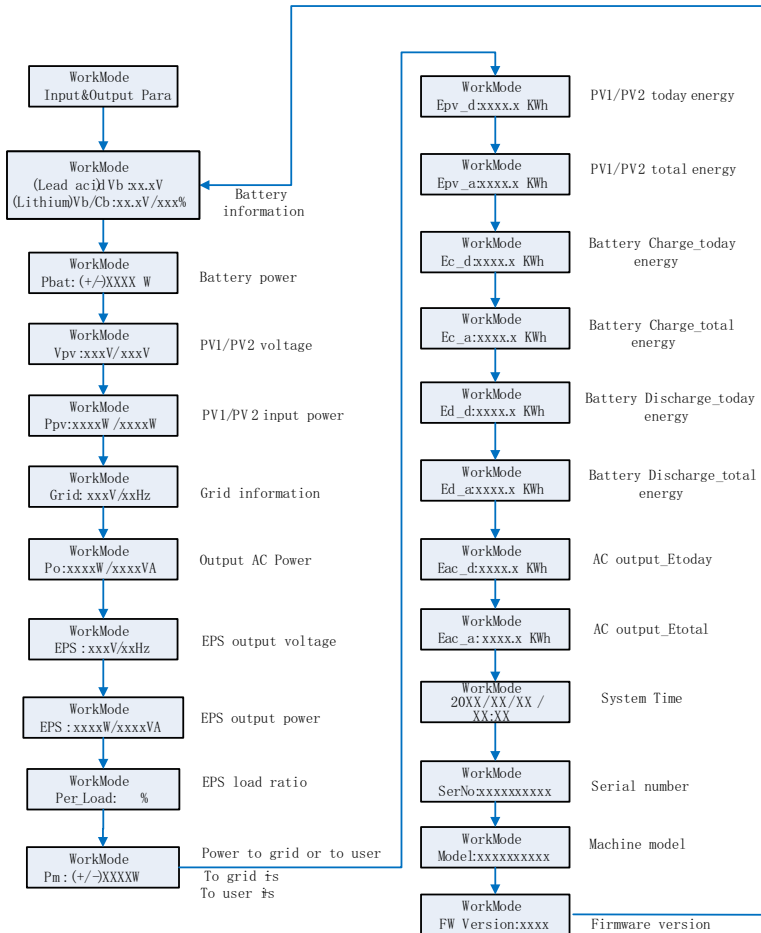 WorkMode
Input&Output Para
WorkMode
(Lead acid)Vb:xx.xV
(Lithium)Vb/Cb:xx.xV/xxx%
Battery
information
WorkMode
Pbat:(+/-)XXXX W
Battery power
WorkMode
Vpv:xxxV/xxxV
PV1/PV2 voltage
WorkMode
Ppv:xxxxW/xxxxW
PV1/PV2 input power
WorkMode
Grid:xxxV/xxHz
Grid information
WorkMode
Po:xxxxW/xxxxVA
Output AC Power
WorkMode
EPS:xxxV/xxHz
EPS output voltage
WorkMode
EPS:xxxxW/xxxxVA
EPS output power
WorkMode
Per_Load: %
EPS load ratio
WorkMode
Pm:(+/-)XXXXW
Power to grid or to user
To grid is
To user is
WorkMode
Epv_d:xxxx.x KWh
PV1/PV2 today energy
WorkMode
Epv_a:xxxx.x KWh
PV1/PV2 total energy
WorkMode
Ec_d:xxxx.x KWh
Battery Charge_today
energy
WorkMode
Ec_a:xxxx.x KWh
Battery Charge_total
energy
WorkMode
Ed_d:xxxx.x KWh
Battery Discharge_today
energy
WorkMode
Ed_a:xxxx.x KWh
Battery Discharge_total
energy
WorkMode
Eac_d:xxxx.x KWh
AC output_Etoday
WorkMode
Eac_a:xxxx.x KWh
AC output_Etotal
WorkMode
20XX/XX/XX /
XX:XX
System Time
WorkMode
SerNo:xxxxxxxxxx
Serial number
WorkMode
Model:xxxxxxxxxx
Machine model
WorkMode
FW Version:xxxx
Firmware version